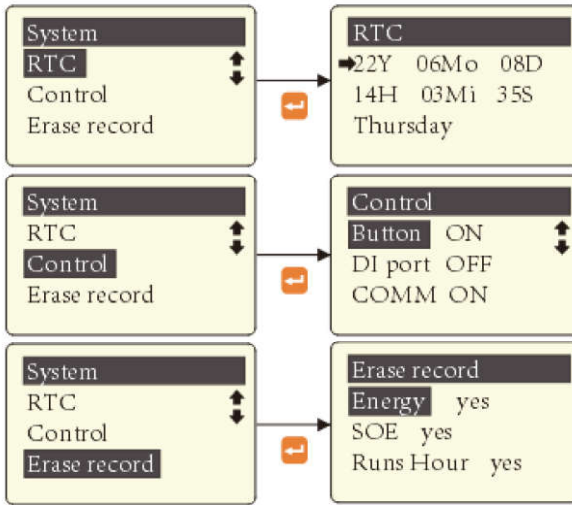 System
RTC
Control
Erase record
RTC
22Y 06Mo 08D
14H 03Mi 35S
Thursday
System
RTC
Control
Erase record
Control
Button ON
DI port OFF
COMM ON
System
RTC
Control
Erase record
Erase record
Energy yes
SOE yes
Runs Hour yes